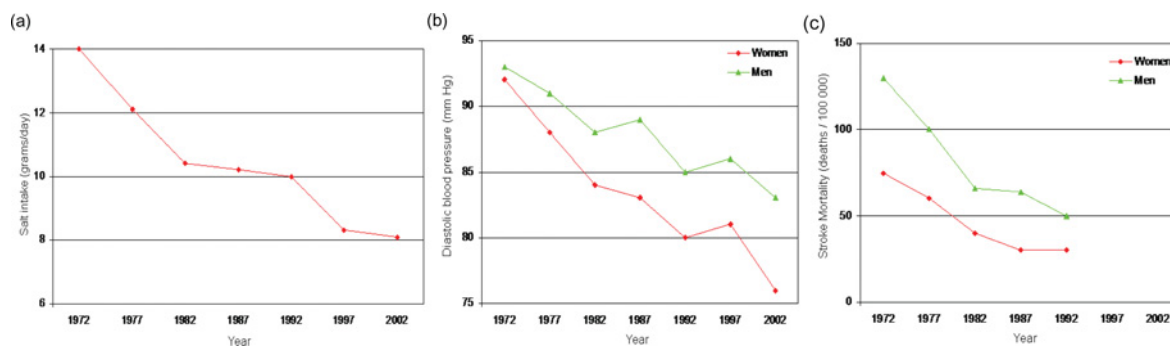 (a)
Salt intake (grams/day)
14
12
10
8
6
1972 1977 1982 1987 1992 1997 2002
Year
(b)
Diastolic blood pressure (mm Hg)
95
90
85
80
75
Women
Men
1972 1977 1982 1987 1992 1997 2002
Year
(c)
Stroke Mortality (deaths / 100 000)
150
100
50
0
Women
Men
1972 1977 1982 1987 1992 1997 2002
Year